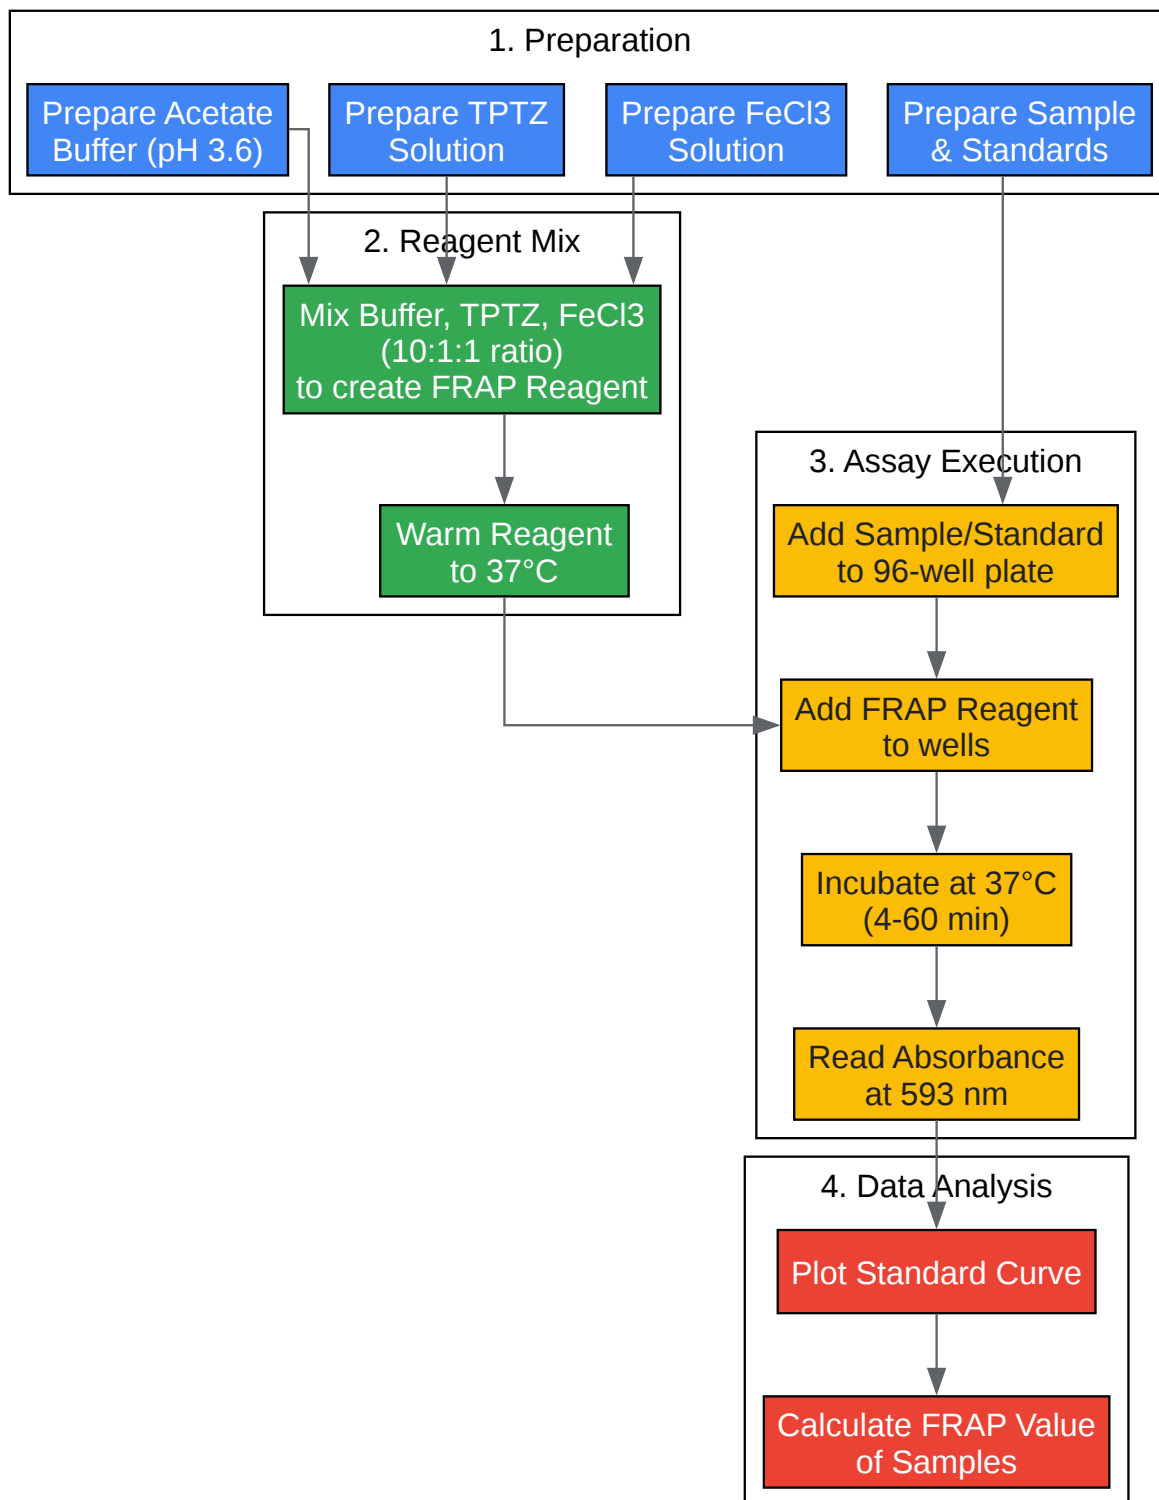 1. Preparation
Prepare Acetate
Buffer (pH 3.6)
Prepare TPTZ
Solution
Prepare FeCl3
Solution
Prepare Sample
& Standards
2. Reagent Mix
Mix Buffer, TPTZ, FeCl3
(10:1:1 ratio)
to create FRAP Reagent
Warm Reagent
to 37°C
3. Assay Execution
Add Sample/Standard
to 96-well plate
Add FRAP Reagent
to wells
Incubate at 37°C
(4-60 min)
Read Absorbance
at 593 nm
4. Data Analysis
Plot Standard Curve
Calculate FRAP Value
of Samples